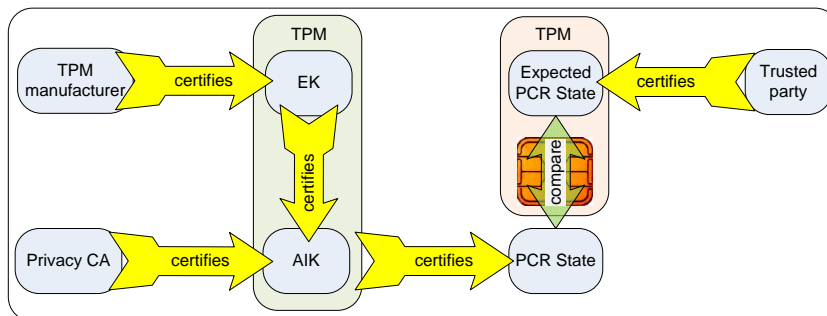 TPM
TPM
TPM
manufacturer
certifies
EK
Expected
PCR State
certifies
Trusted
party
certifies
compare
Privacy CA
certifies
AIK
certifies
PCR State